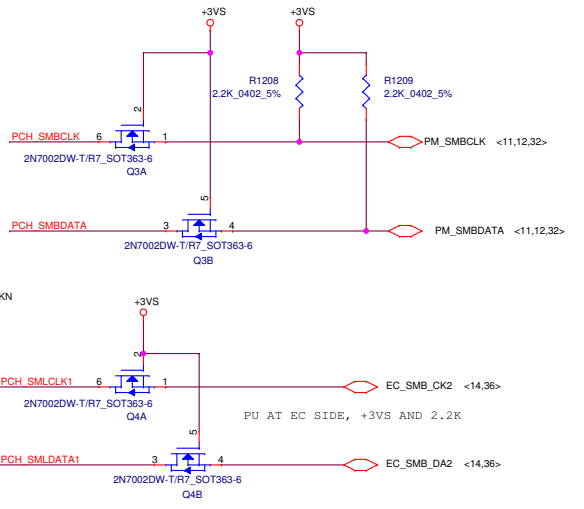 +3VS
+3VS
R1208
2.2K_0402_5%
R1209
2.2K_0402_5%
2
PCH_SMBCLK
6
1
PM_SMBCLK <11,12,32>
2N7002DW-T/R7_SOT363-6
Q3A
5
PCH_SMBDATA
3
4
PM_SMBDATA <11,12,32>
2N7002DW-T/R7_SOT363-6
Q3B
KN
+3VS
2
PCH_SMLCLK1
6
1
EC_SMB_CK2 <14,36>
2N7002DW-T/R7_SOT363-6
Q4A
PU AT EC SIDE, +3VS AND 2.2K
5
PCH_SMLDATA1
3
4
EC_SMB_DA2 <14,36>
2N7002DW-T/R7_SOT363-6
Q4B